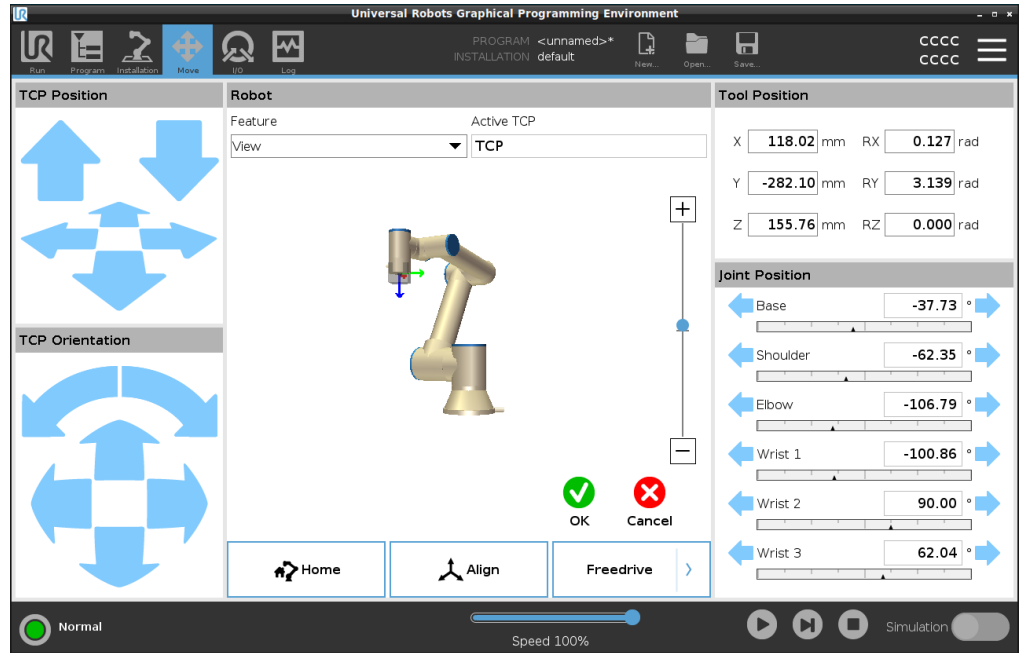 Universal Robots Graphical Programming Environment
Run
Program
Installation
Move
I/O
Log
PROGRAM <unnamed>*
INSTALLATION default
New...
Open...
Save...
CCCC
CCCC
TCP Position
TCP Orientation
Robot
Feature
Active TCP
View
TCP
OK
Cancel
Home
Align
Freedrive
Tool Position
X 118.02 mm RX 0.127 rad
Y -282.10 mm RY 3.139 rad
Z 155.76 mm RZ 0.000 rad
Joint Position
Base -37.73 °
Shoulder -62.35 °
Elbow -106.79 °
Wrist 1 -100.86 °
Wrist 2 90.00 °
Wrist 3 62.04 °
Normal
Speed 100%
Simulation